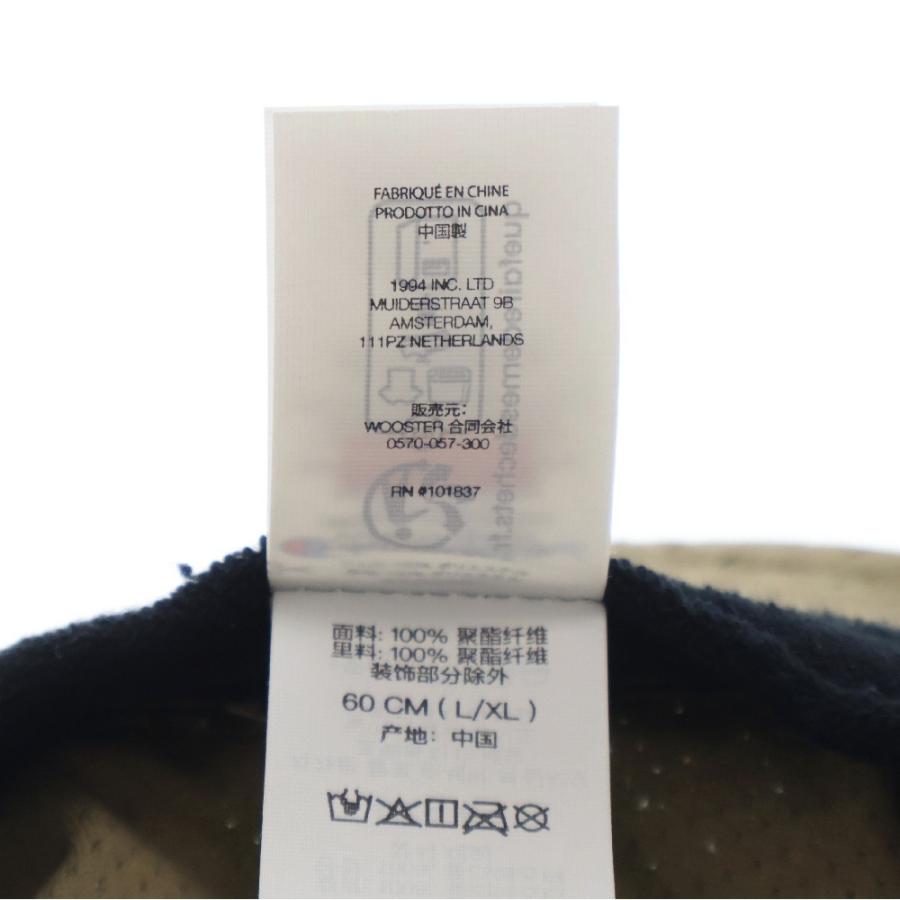 FABRIQUÉ EN CHINE
PRODOTTO IN CINA
中国製
1994 INC. LTD
MUIDERSTRAAT 9B
AMSTERDAM,
111PZ NETHERLANDS
販売元:
WOOSTER 合同会社
0570-057-300
RN #101837
quefairedemesdechets.fr
面料: 100% 聚酯纤维
里料: 100% 聚酯纤维
装饰部分除外
60 CM ( L/XL )
产地: 中国